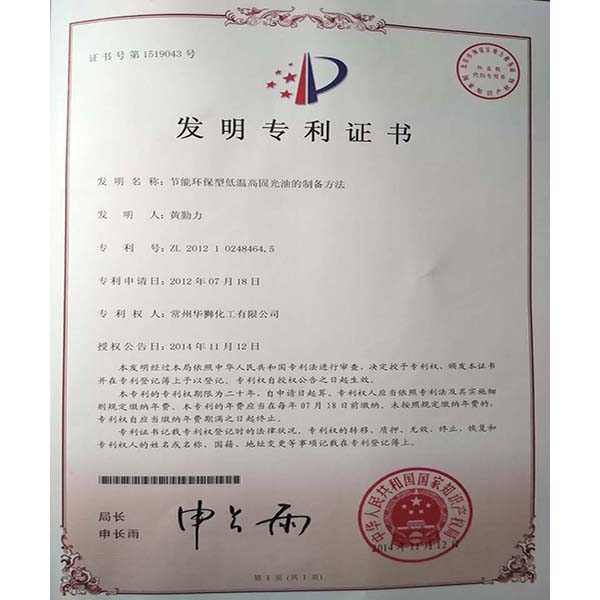 证书号第1519043号
发明专利证书
发明名称：节能环保型低温高固光油的制备方法
发明人：黄勤力
专利号：ZL 2012 1 0248464.5
专利申请日：2012年07月18日
专利权人：常州华狮化工有限公司
授权公告日：2014年11月12日
本发明经过本局依照中华人民共和国专利法进行审查，决定授予专利权，颁发本证书
并在专利登记簿上予以登记。专利权自授权公告之日起生效。
本专利的专利权期限为二十年，自申请日起算。专利权人应当依照专利法及其实施细
则规定缴纳年费。本专利的年费应当在每年07月18日前缴纳。未按照规定缴纳年费的，
专利权自应当缴纳年费期满之日起终止。
专利证书记载专利权登记时的法律状况。专利权的转移、质押、无效、终止、恢复和
专利权人的姓名或名称、国籍、地址变更等事项记载在专利登记簿上。
局长
申长雨
申长雨
中华人民共和国国家知识产权局
2014年11月12日
第1页（共1页）